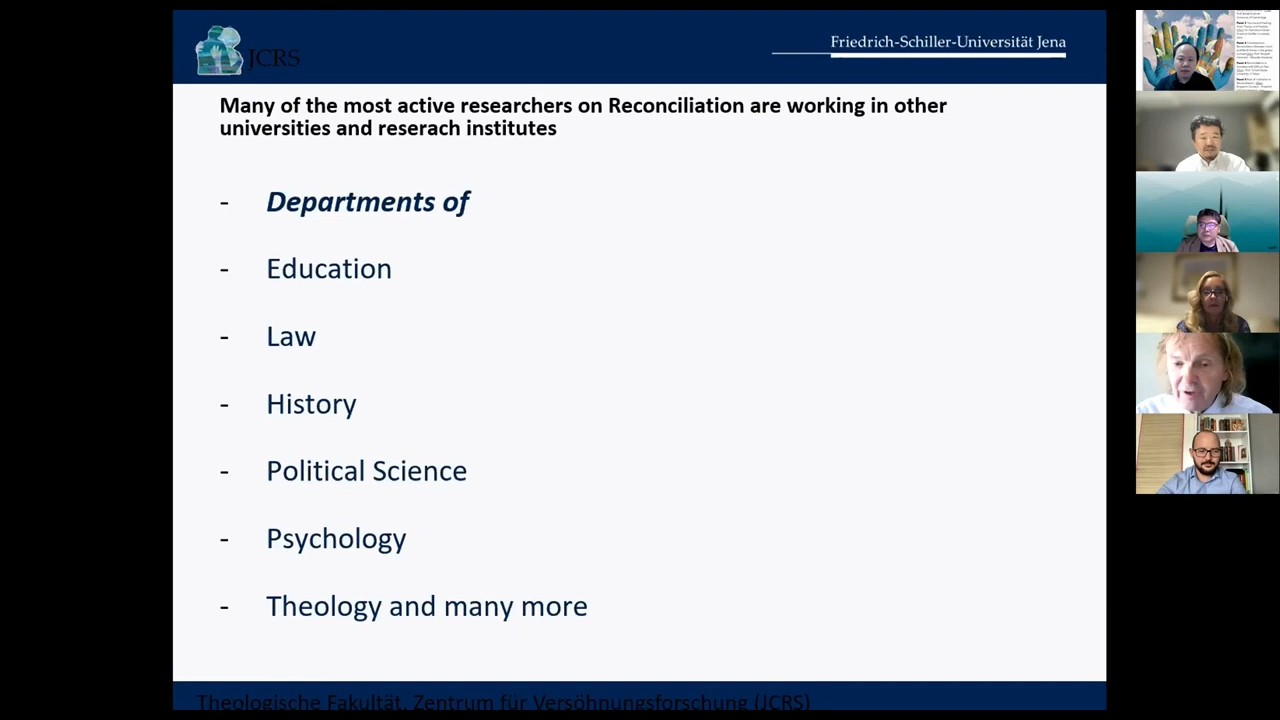 JCRS
Friedrich-Schiller-Universität Jena
Many of the most active researchers on Reconciliation are working in other
universities and reserach institutes
- Departments of
- Education
- Law
- History
- Political Science
- Psychology
- Theology and many more
Theologische Fakultät, Zentrum für Versöhnungsforschung (JCRS)